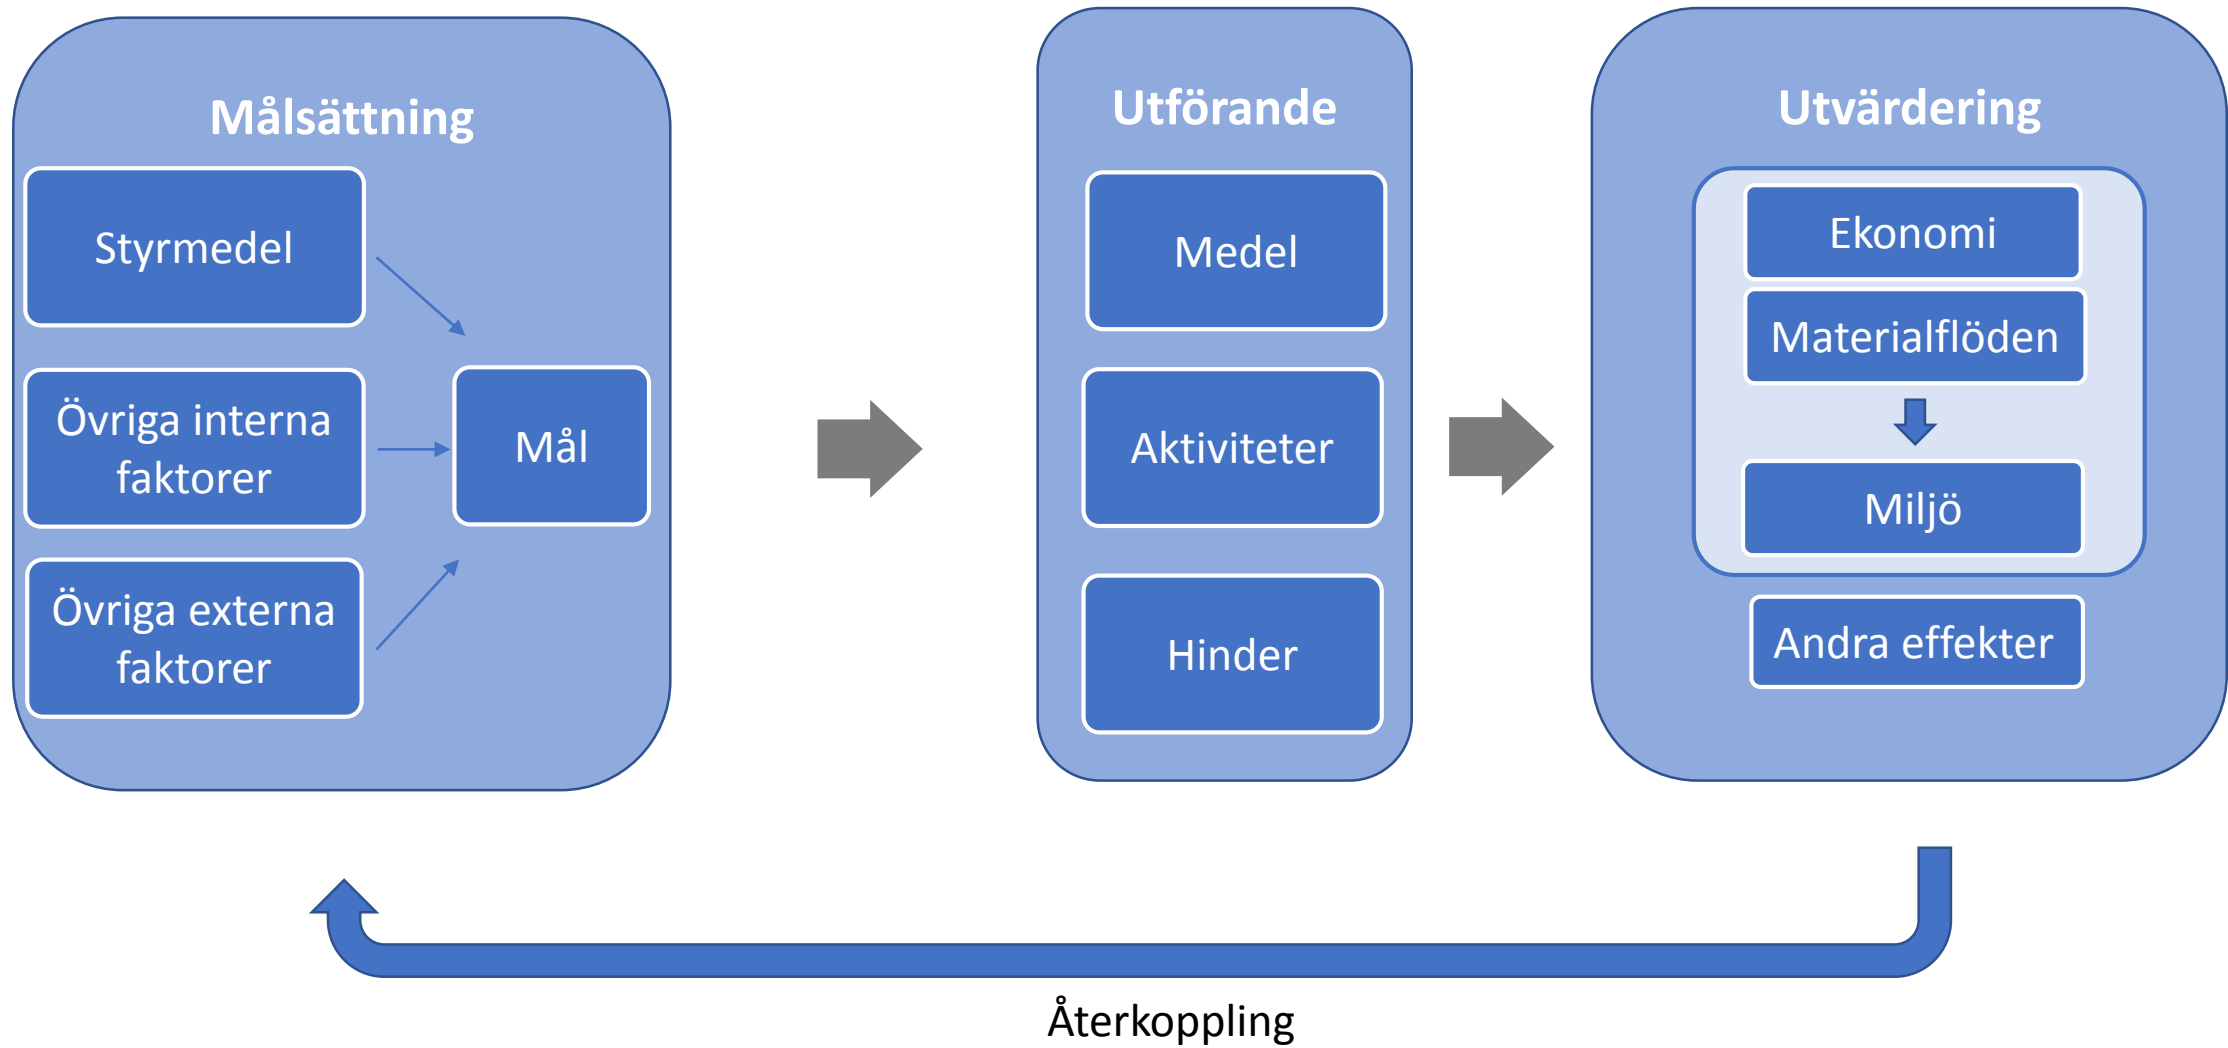 Målsättning
Styrmedel
Övriga interna
faktorer
Övriga externa
faktorer
Mål
Utförande
Medel
Aktiviteter
Hinder
Utvärdering
Ekonomi
Materialflöden
Miljö
Andra effekter
Återkoppling